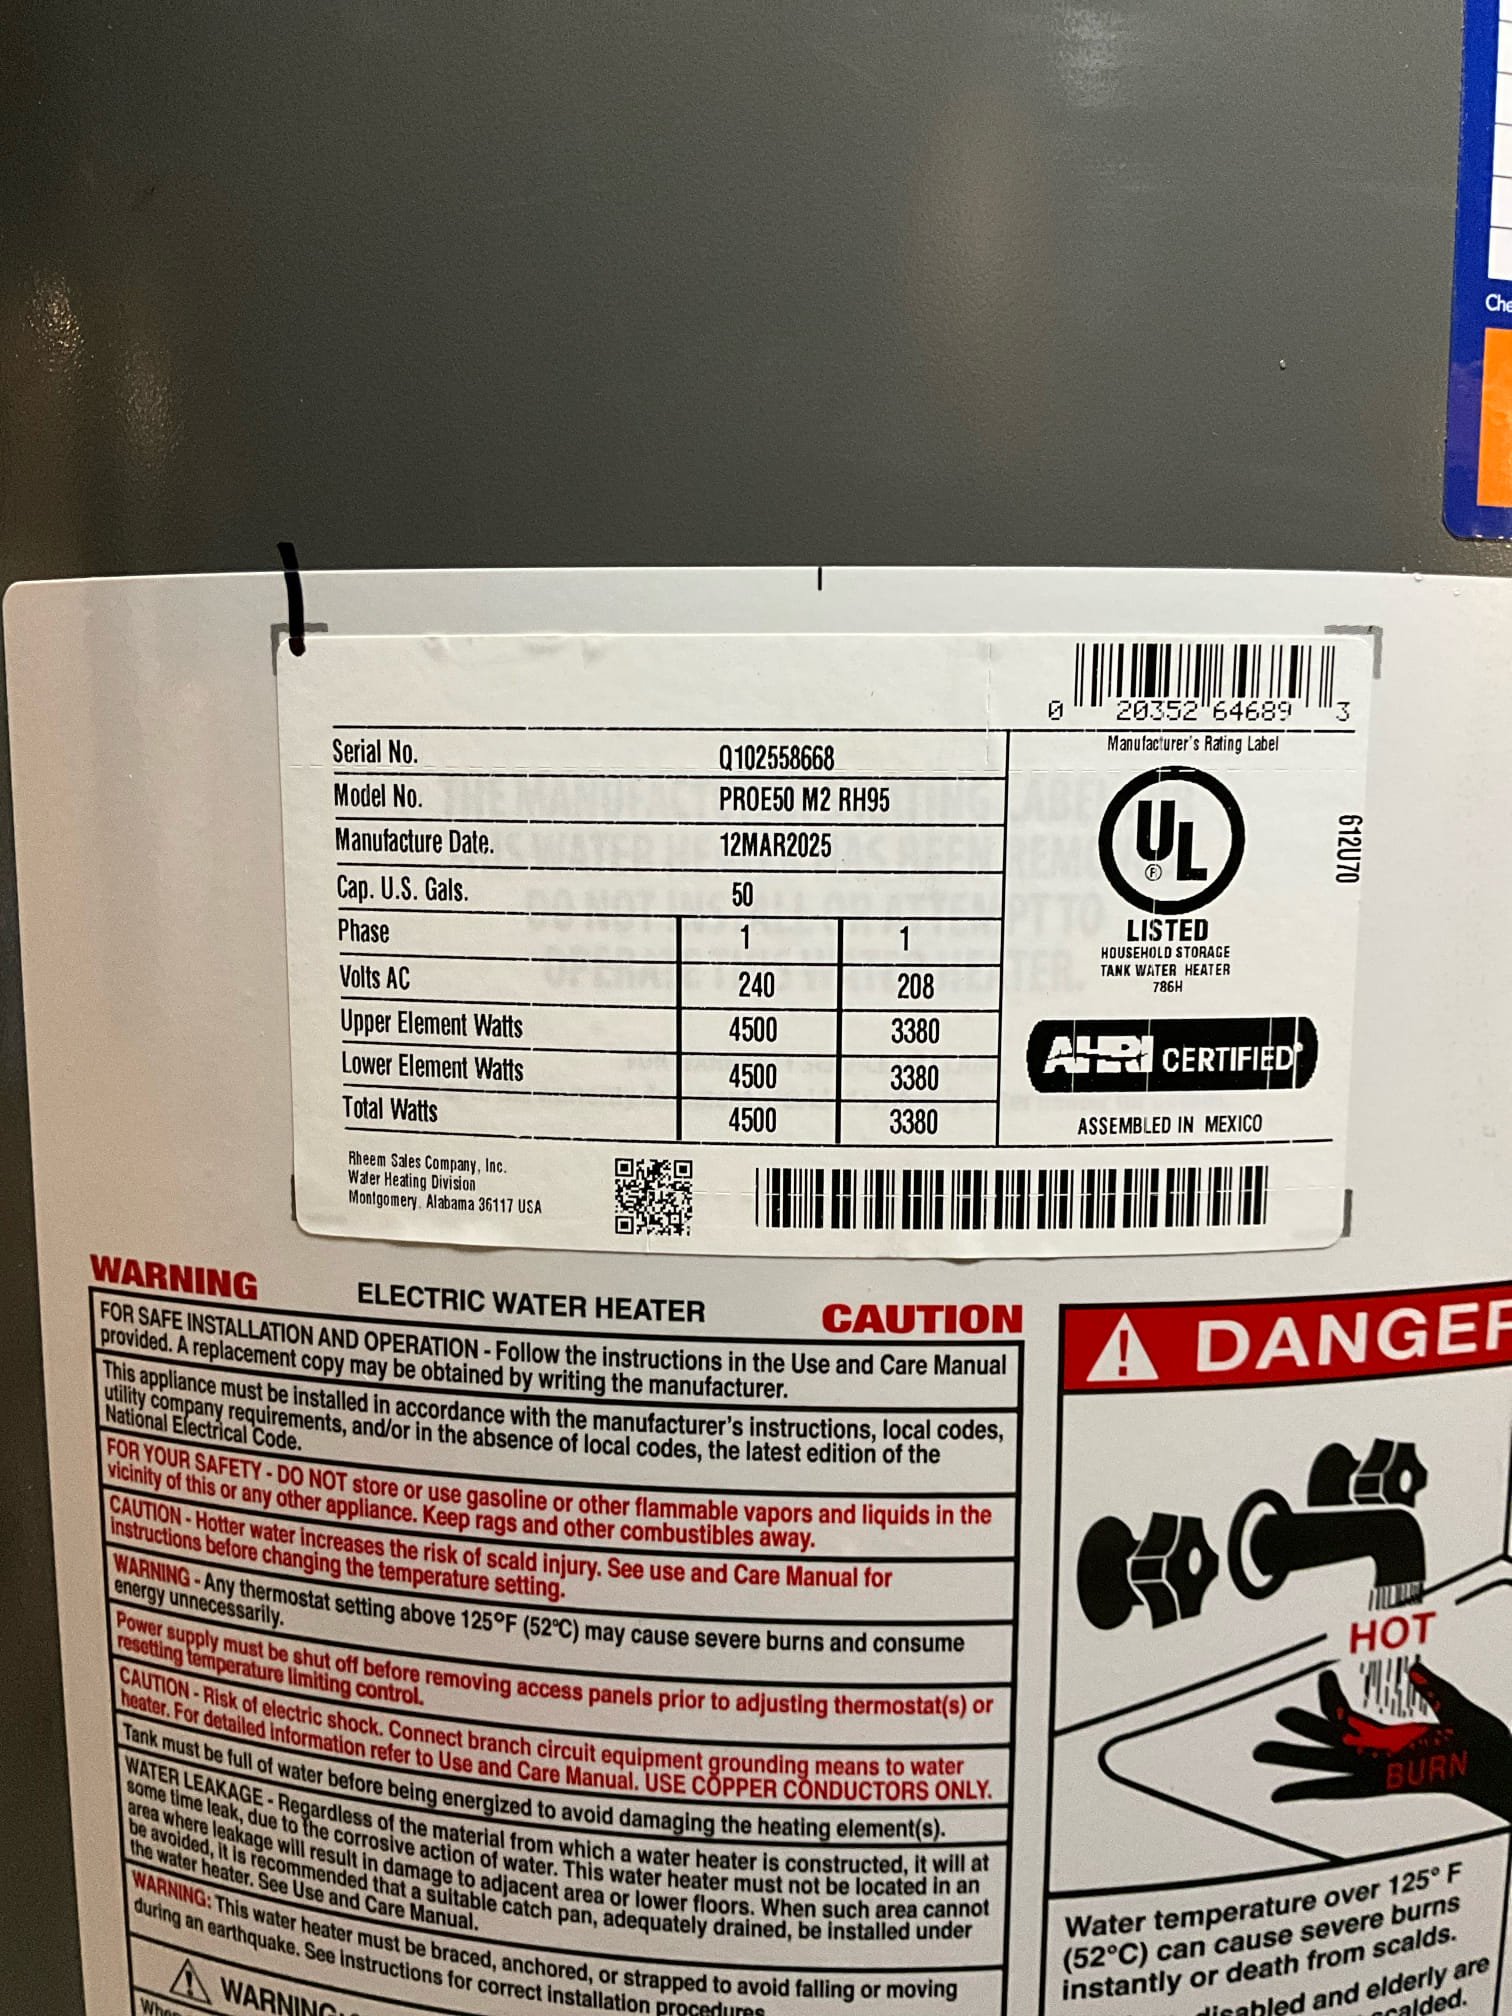 Che
0 20352 64689 3
Manufacturer's Rating Label
Serial No. Q102558668
Model No. PROE50 M2 RH95
Manufacture Date. 12MAR2025
Cap. U.S. Gals. 50
Phase 1 1
Volts AC 240 208
Upper Element Watts 4500 3380
Lower Element Watts 4500 3380
Total Watts 4500 3380
UL
LISTED
HOUSEHOLD STORAGE
TANK WATER HEATER
786H
612U70
AHRI CERTIFIED®
ASSEMBLED IN MEXICO
Rheem Sales Company, Inc.
Water Heating Division
Montgomery. Alabama 36117 USA
WARNING ELECTRIC WATER HEATER CAUTION
FOR SAFE INSTALLATION AND OPERATION - Follow the instructions in the Use and Care Manual
provided. A replacement copy may be obtained by writing the manufacturer.
This appliance must be installed in accordance with the manufacturer's instructions, local codes,
utility company requirements, and/or in the absence of local codes, the latest edition of the
National Electrical Code.
FOR YOUR SAFETY - DO NOT store or use gasoline or other flammable vapors and liquids in the
vicinity of this or any other appliance. Keep rags and other combustibles away.
CAUTION - Hotter water increases the risk of scald injury. See use and Care Manual for
instructions before changing the temperature setting.
WARNING - Any thermostat setting above 125°F (52°C) may cause severe burns and consume
energy unnecessarily.
Power supply must be shut off before removing access panels prior to adjusting thermostat(s) or
resetting temperature limiting control.
CAUTION - Risk of electric shock. Connect branch circuit equipment grounding means to water
heater. For detailed information refer to Use and Care Manual. USE COPPER CONDUCTORS ONLY.
Tank must be full of water before being energized to avoid damaging the heating element(s).
WATER LEAKAGE - Regardless of the material from which a water heater is constructed, it will at
some time leak, due to the corrosive action of water. This water heater must not be located in an
area where leakage will result in damage to adjacent area or lower floors. When such area cannot
be avoided, it is recommended that a suitable catch pan, adequately drained, be installed under
the water heater. See Use and Care Manual.
WARNING: This water heater must be braced, anchored, or strapped to avoid falling or moving
during an earthquake. See Instructions for correct installation procedures
WARNING:
When
DANGER
HOT
BURN
Water temperature over 125° F
(52°C) can cause severe burns
instantly or death from scalds.
disabled and elderly are
scalded.